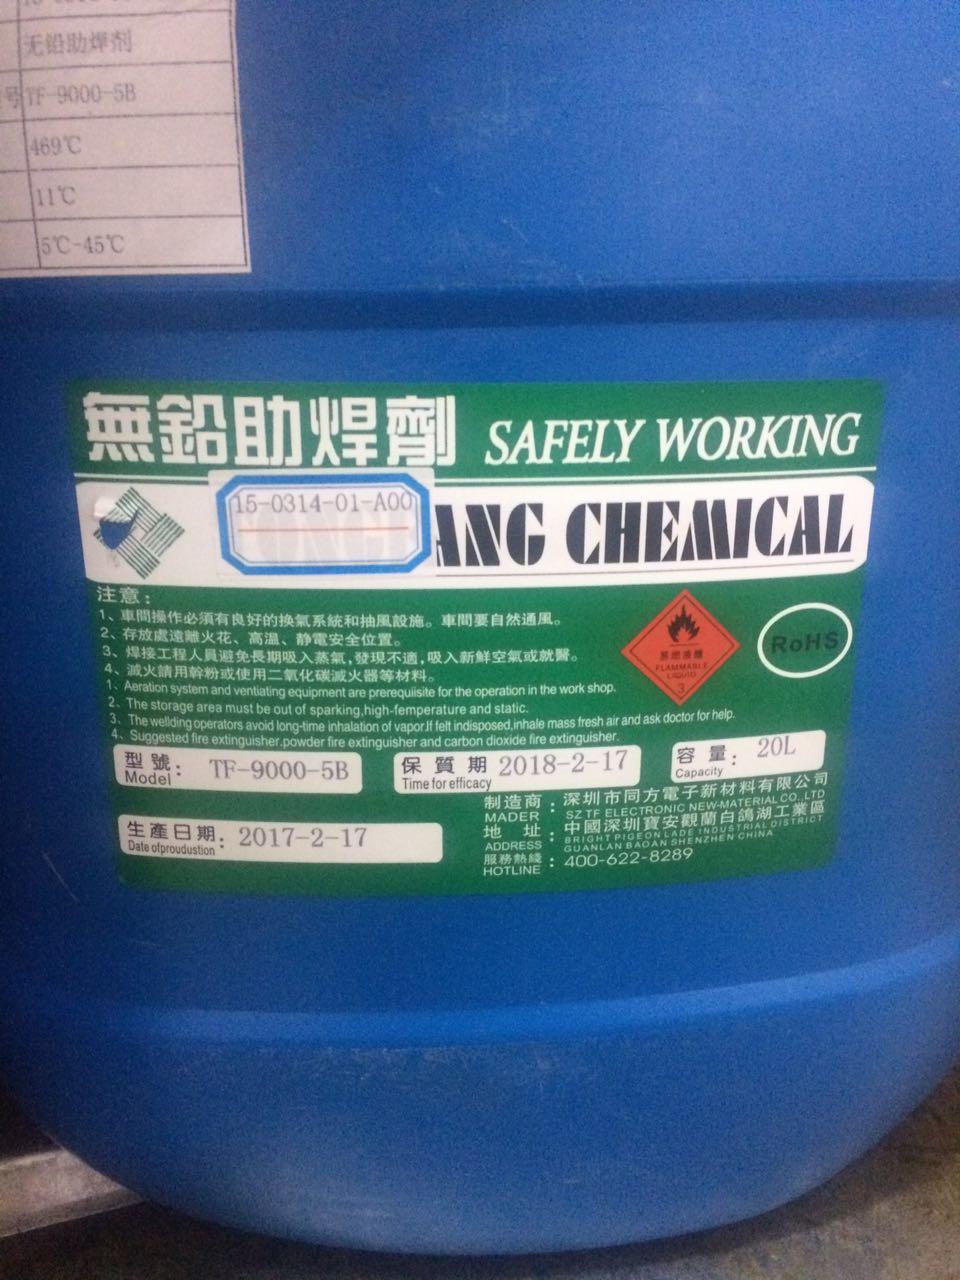 无铅助焊剂
号 TF-9000-5B
469℃
11℃
5℃-45℃
無鉛助焊劑 SAFELY WORKING
15-0314-01-A00
ANG CHEMICAL
注意：
1、車間操作必須有良好的換氣系統和抽風設施。車間要自然通風。
2、存放處遠離火花、高溫、静電安全位置。
3、焊接工程人員避免長期吸入蒸氣,發現不適,吸入新鮮空氣或就醫。
4、滅火請用幹粉或使用二氧化碳滅火器等材料。
1. Aeration system and ventiating equipment are prerequiisite for the operation in the work shop.
2. The storage area must be out of sparking,high-femperature and static.
3. The wellding operators avoid long-time inhalation of vapor.If felt indisposed,inhale mass fresh air and ask doctor for help.
4. Suggested fire extinguisher.powder fire extinguisher and carbon dioxide fire extinguisher.
易燃液體
FLAMMABLE
LIQUID
3
RoHS
型號： TF-9000-5B
Model
保質期 2018-2-17
Time for efficacy
容量： 20L
Capacity
生產日期： 2017-2-17
Date ofproudustion
制造商：深圳市同方電子新材料有限公司
MADER SZ TF ELECTRONIC NEW-MATERIAL CO. LTD
地址：中國深圳寶安觀蘭白鴿湖工業區
ADDRESS BRIGHT PIGEON LADE INDUSTRIAL DISTRICT
GUANLAN BAOAN SHENZHEN CHINA
服務熱綫：400-622-8289
HOTLINE